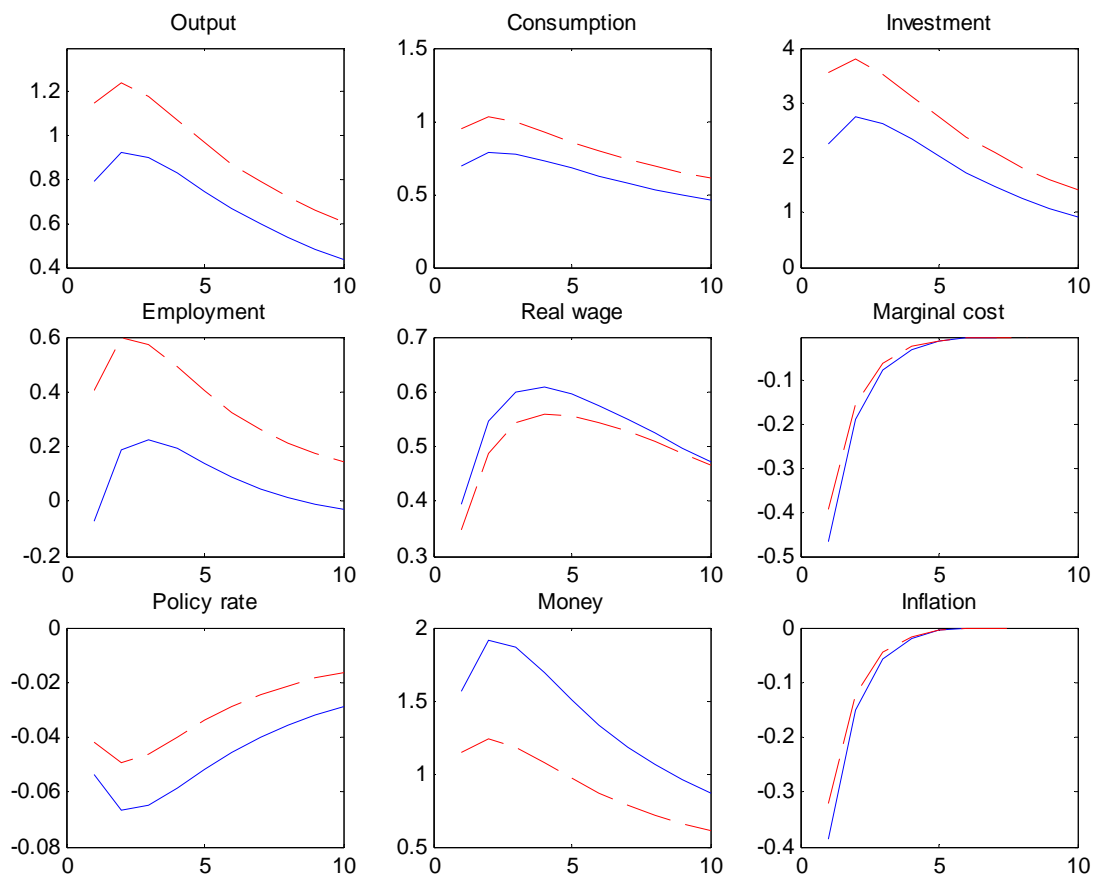 Output
Consumption
Investment
1.2
1
0.8
0.6
0.4
0 5 10
1.5
1
0.5
0
0 5 10
4
3
2
1
0
0 5 10
Employment
Real wage
Marginal cost
0.6
0.4
0.2
0
-0.2
0 5 10
0.7
0.6
0.5
0.4
0.3
0 5 10
-0.1
-0.2
-0.3
-0.4
-0.5
0 5 10
Policy rate
Money
Inflation
0
-0.02
-0.04
-0.06
-0.08
0 5 10
2
1.5
1
0.5
0 5 10
0
-0.1
-0.2
-0.3
-0.4
0 5 10